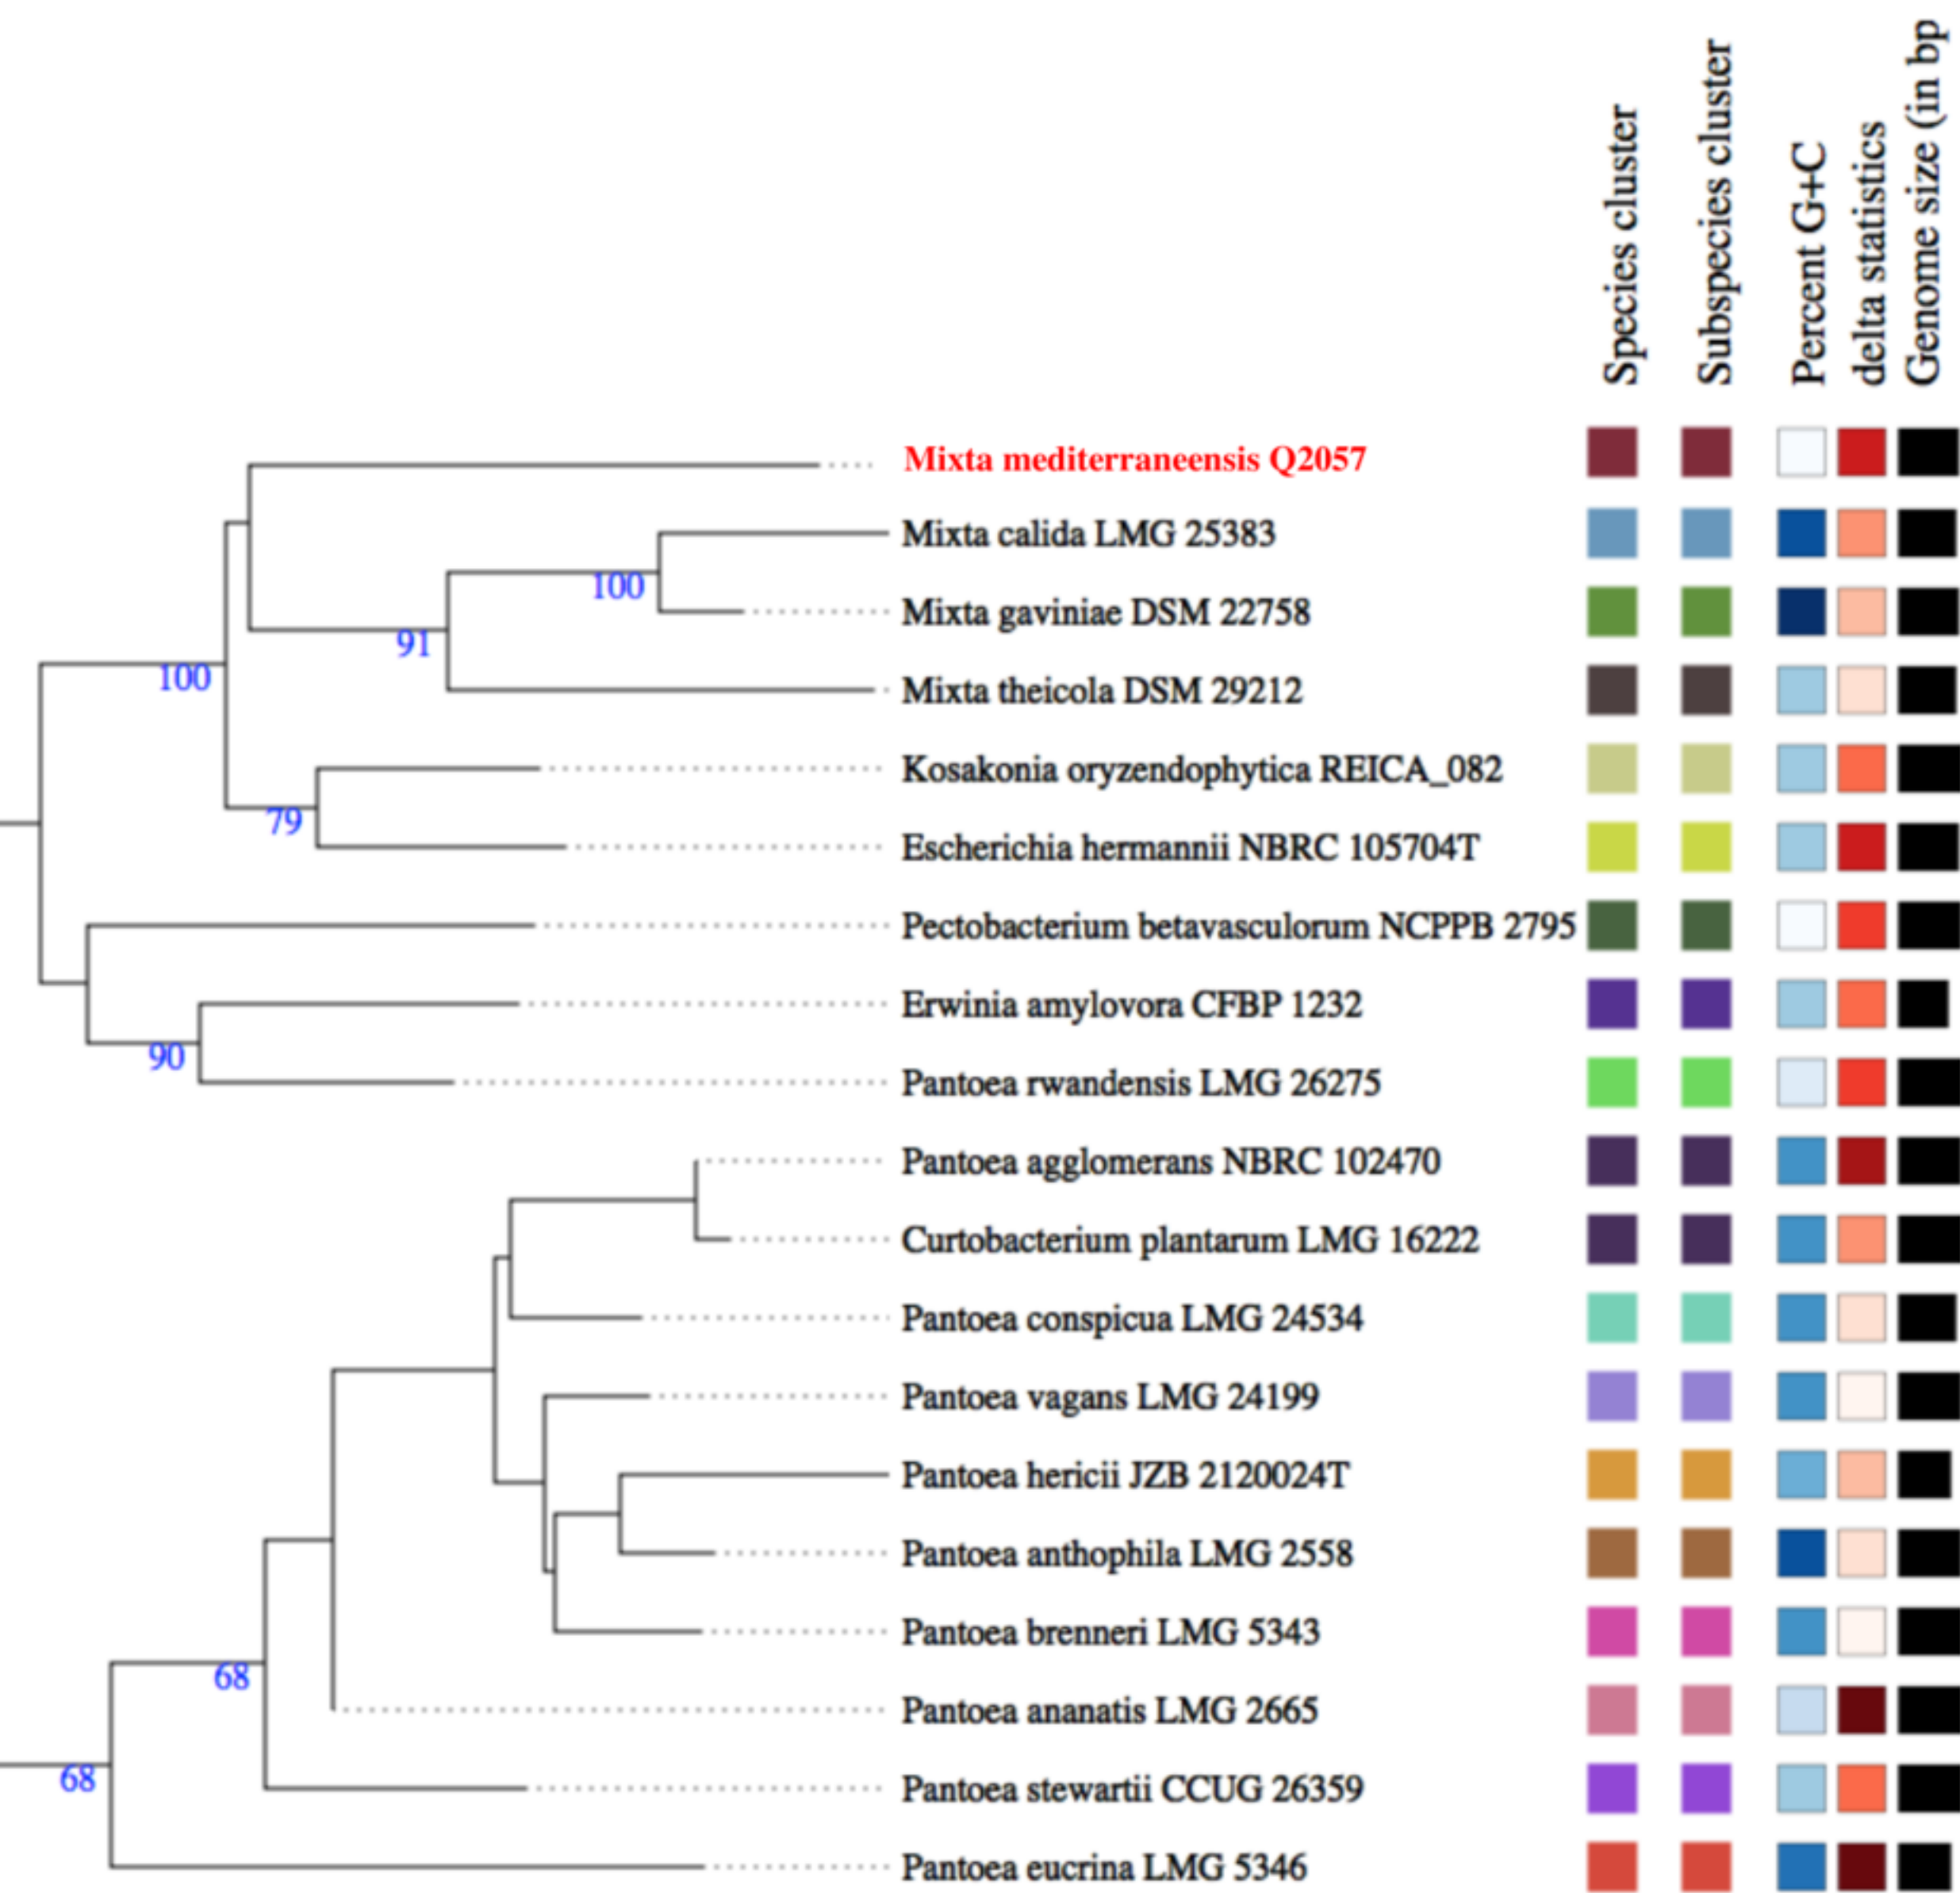 Species cluster
Subspecies cluster
Percent G+C
delta statistics
Genome size (in bp
Mixta mediterraneensis Q2057
Mixta calida LMG 25383
100
Mixta gaviniae DSM 22758
91
100
Mixta theicola DSM 29212
Kosakonia oryzendophytica REICA_082
79
Escherichia hermannii NBRC 105704T
Pectobacterium betavasculorum NCPPB 2795
Erwinia amylovora CFBP 1232
90
Pantoea rwandensis LMG 26275
Pantoea agglomerans NBRC 102470
Curtobacterium plantarum LMG 16222
Pantoea conspicua LMG 24534
Pantoea vagans LMG 24199
Pantoea hericii JZB 2120024T
Pantoea anthophila LMG 2558
Pantoea brenneri LMG 5343
68
Pantoea ananatis LMG 2665
68
Pantoea stewartii CCUG 26359
Pantoea eucrina LMG 5346